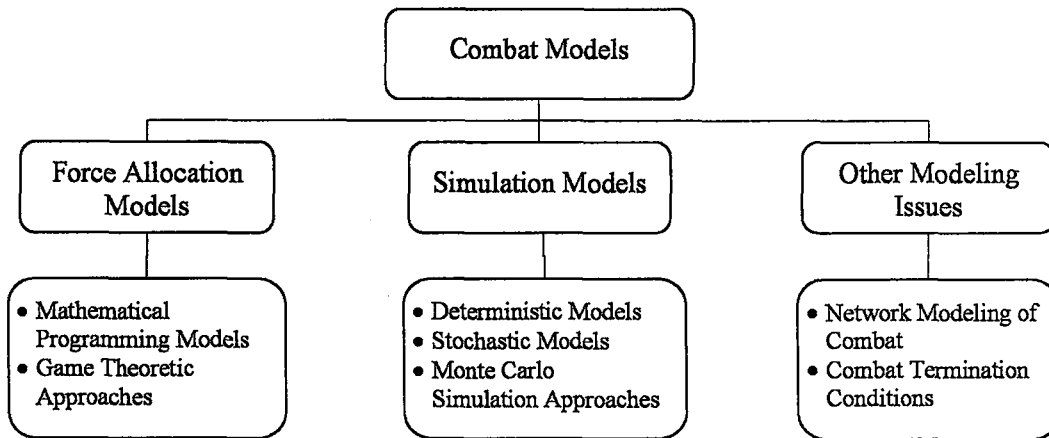 Combat Models
Force Allocation
Models
Simulation Models
Other Modeling
Issues
• Mathematical
Programming Models
• Game Theoretic
Approaches
• Deterministic Models
• Stochastic Models
• Monte Carlo
Simulation Approaches
• Network Modeling of
Combat
• Combat Termination
Conditions